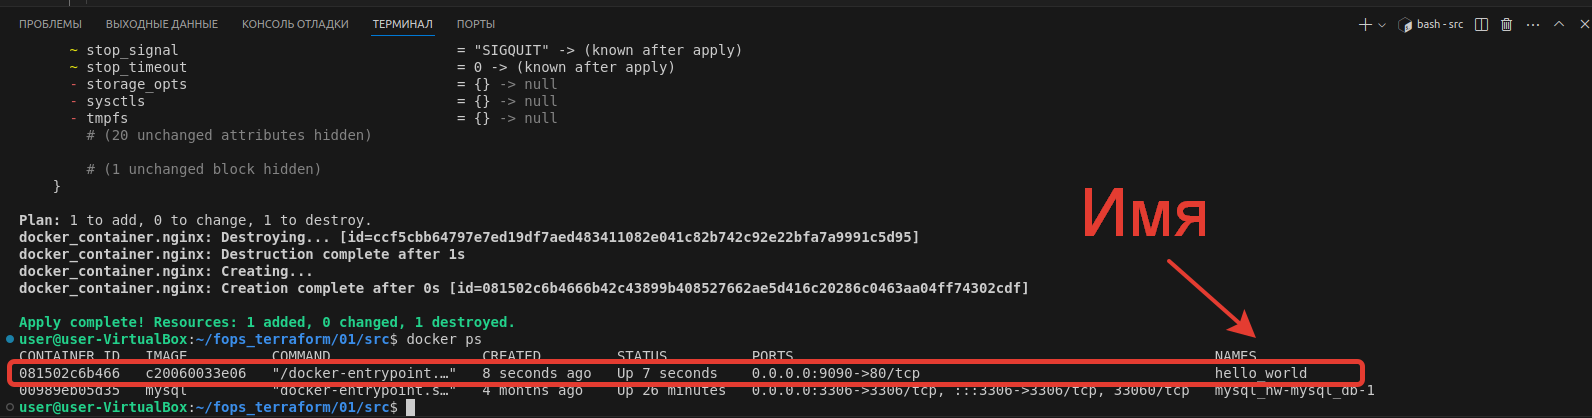 ПРОБЛЕМЫ ВЫХОДНЫЕ ДАННЫЕ КОНСОЛЬ ОТЛАДКИ ТЕРМИНАЛ ПОРТЫ bash - src
~ stop_signal = "SIGQUIT" -> (known after apply)
~ stop_timeout = 0 -> (known after apply)
- storage_opts = {} -> null
- sysctls = {} -> null
- tmpfs = {} -> null
# (20 unchanged attributes hidden)
# (1 unchanged block hidden)
}
Plan: 1 to add, 0 to change, 1 to destroy.
docker_container.nginx: Destroying... [id=ccf5cbb64797e7ed19df7aed483411082e041c82b742c92e22bfa7a9991c5d95]
docker_container.nginx: Destruction complete after 1s
docker_container.nginx: Creating...
docker_container.nginx: Creation complete after 0s [id=081502c6b4666b42c43899b408527662ae5d416c20286c0463aa04ff74302cdf]
Имя
Apply complete! Resources: 1 added, 0 changed, 1 destroyed.
user@user-VirtualBox:~/fops_terraform/01/src$ docker ps
CONTAINER ID IMAGE COMMAND CREATED STATUS PORTS NAMES
081502c6b466 c20060033e06 "/docker-entrypoint.…" 8 seconds ago Up 7 seconds 0.0.0.0:9090->80/tcp hello_world
00989eb05d35 mysql "docker-entrypoint.s…" 4 months ago Up 26 minutes 0.0.0.0:3306->3306/tcp, :::3306->3306/tcp, 33060/tcp mysql_hw-mysql_db-1
user@user-VirtualBox:~/fops_terraform/01/src$